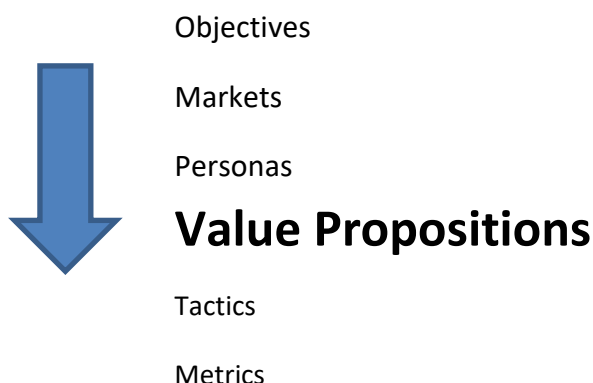 Objectives
Markets
Personas
Value Propositions
Tactics
Metrics